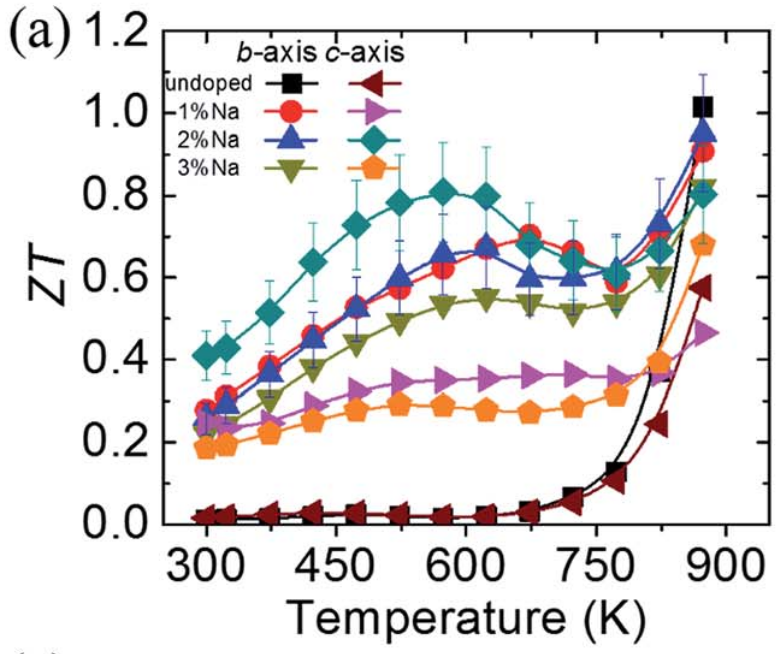 (a)
b-axis c-axis
undoped
1%Na
2%Na
3%Na
ZT
1.2
1.0
0.8
0.6
0.4
0.2
0.0
300 450 600 750 900
Temperature (K)